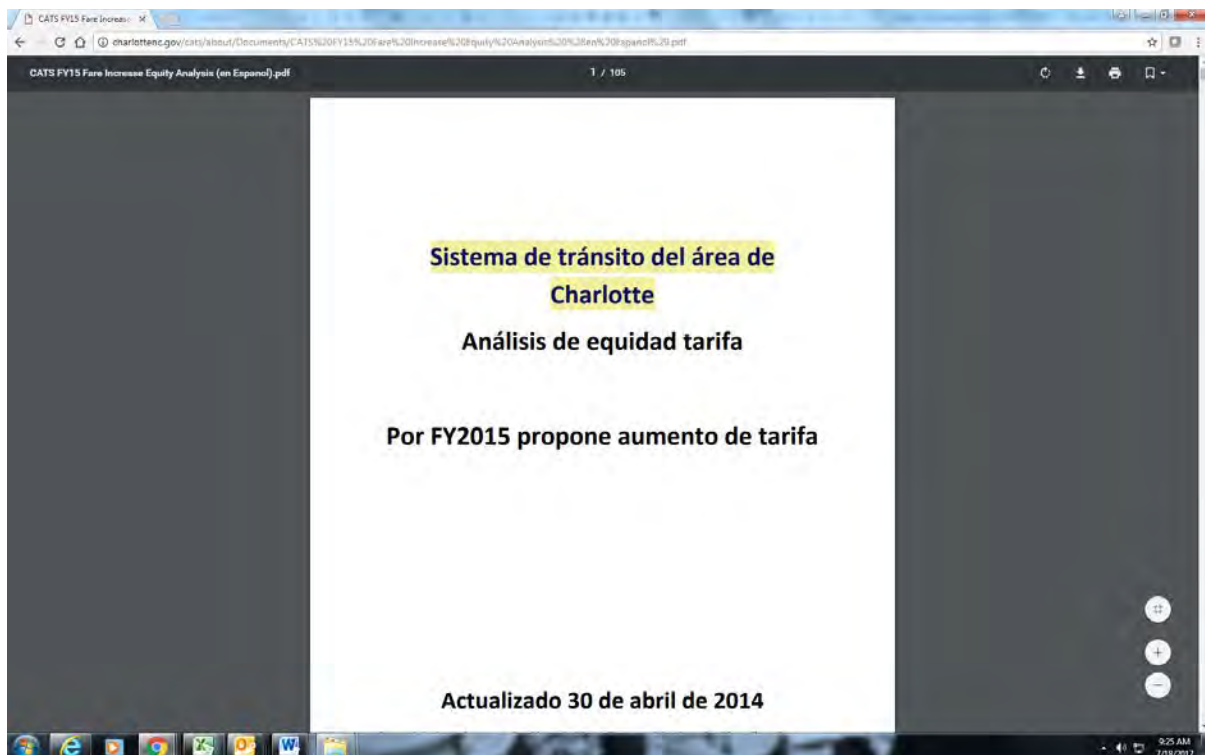 CATS FY15 Fare Increase
charlottenc.gov/cats/about/Documents/CATS%20FY15%20Fare%20Increase%20Equity%20Analysis%20%28en%20Espanol%29.pdf
CATS FY15 Fare Increase Equity Analysis (en Espanol).pdf
1 / 105
Sistema de tránsito del área de
Charlotte
Análisis de equidad tarifa
Por FY2015 propone aumento de tarifa
Actualizado 30 de abril de 2014
9:25 AM
7/18/2017